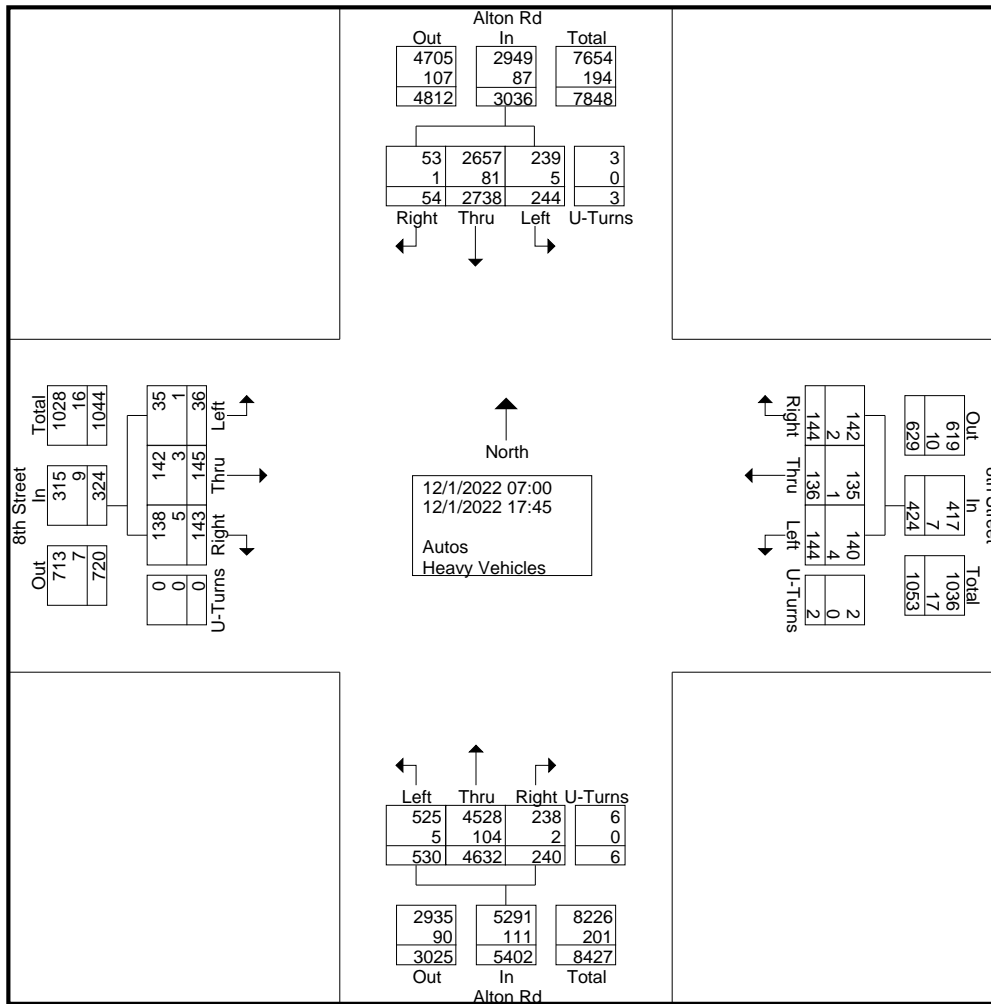 Alton Rd
Out In Total
4705 2949 7654
107 87 194
4812 3036 7848
53 2657 239 3
1 81 5 0
54 2738 244 3
Right Thru Left U-Turns
8th Street
Total In Out
1028 315 713
16 9 7
1044 324 720
35 142 138 0
1 3 5 0
36 145 143 0
Left Thru Right U-Turns
North
12/1/2022 07:00
12/1/2022 17:45
Autos
Heavy Vehicles
Right Thru Left U-Turns
142 135 140 2
2 1 4 0
144 136 144 2
Out In Total
619 417 1036
10 7 17
629 424 1053
8th Street
Left Thru Right U-Turns
525 4528 238 6
5 104 2 0
530 4632 240 6
2935 5291 8226
90 111 201
3025 5402 8427
Out In Total
Alton Rd